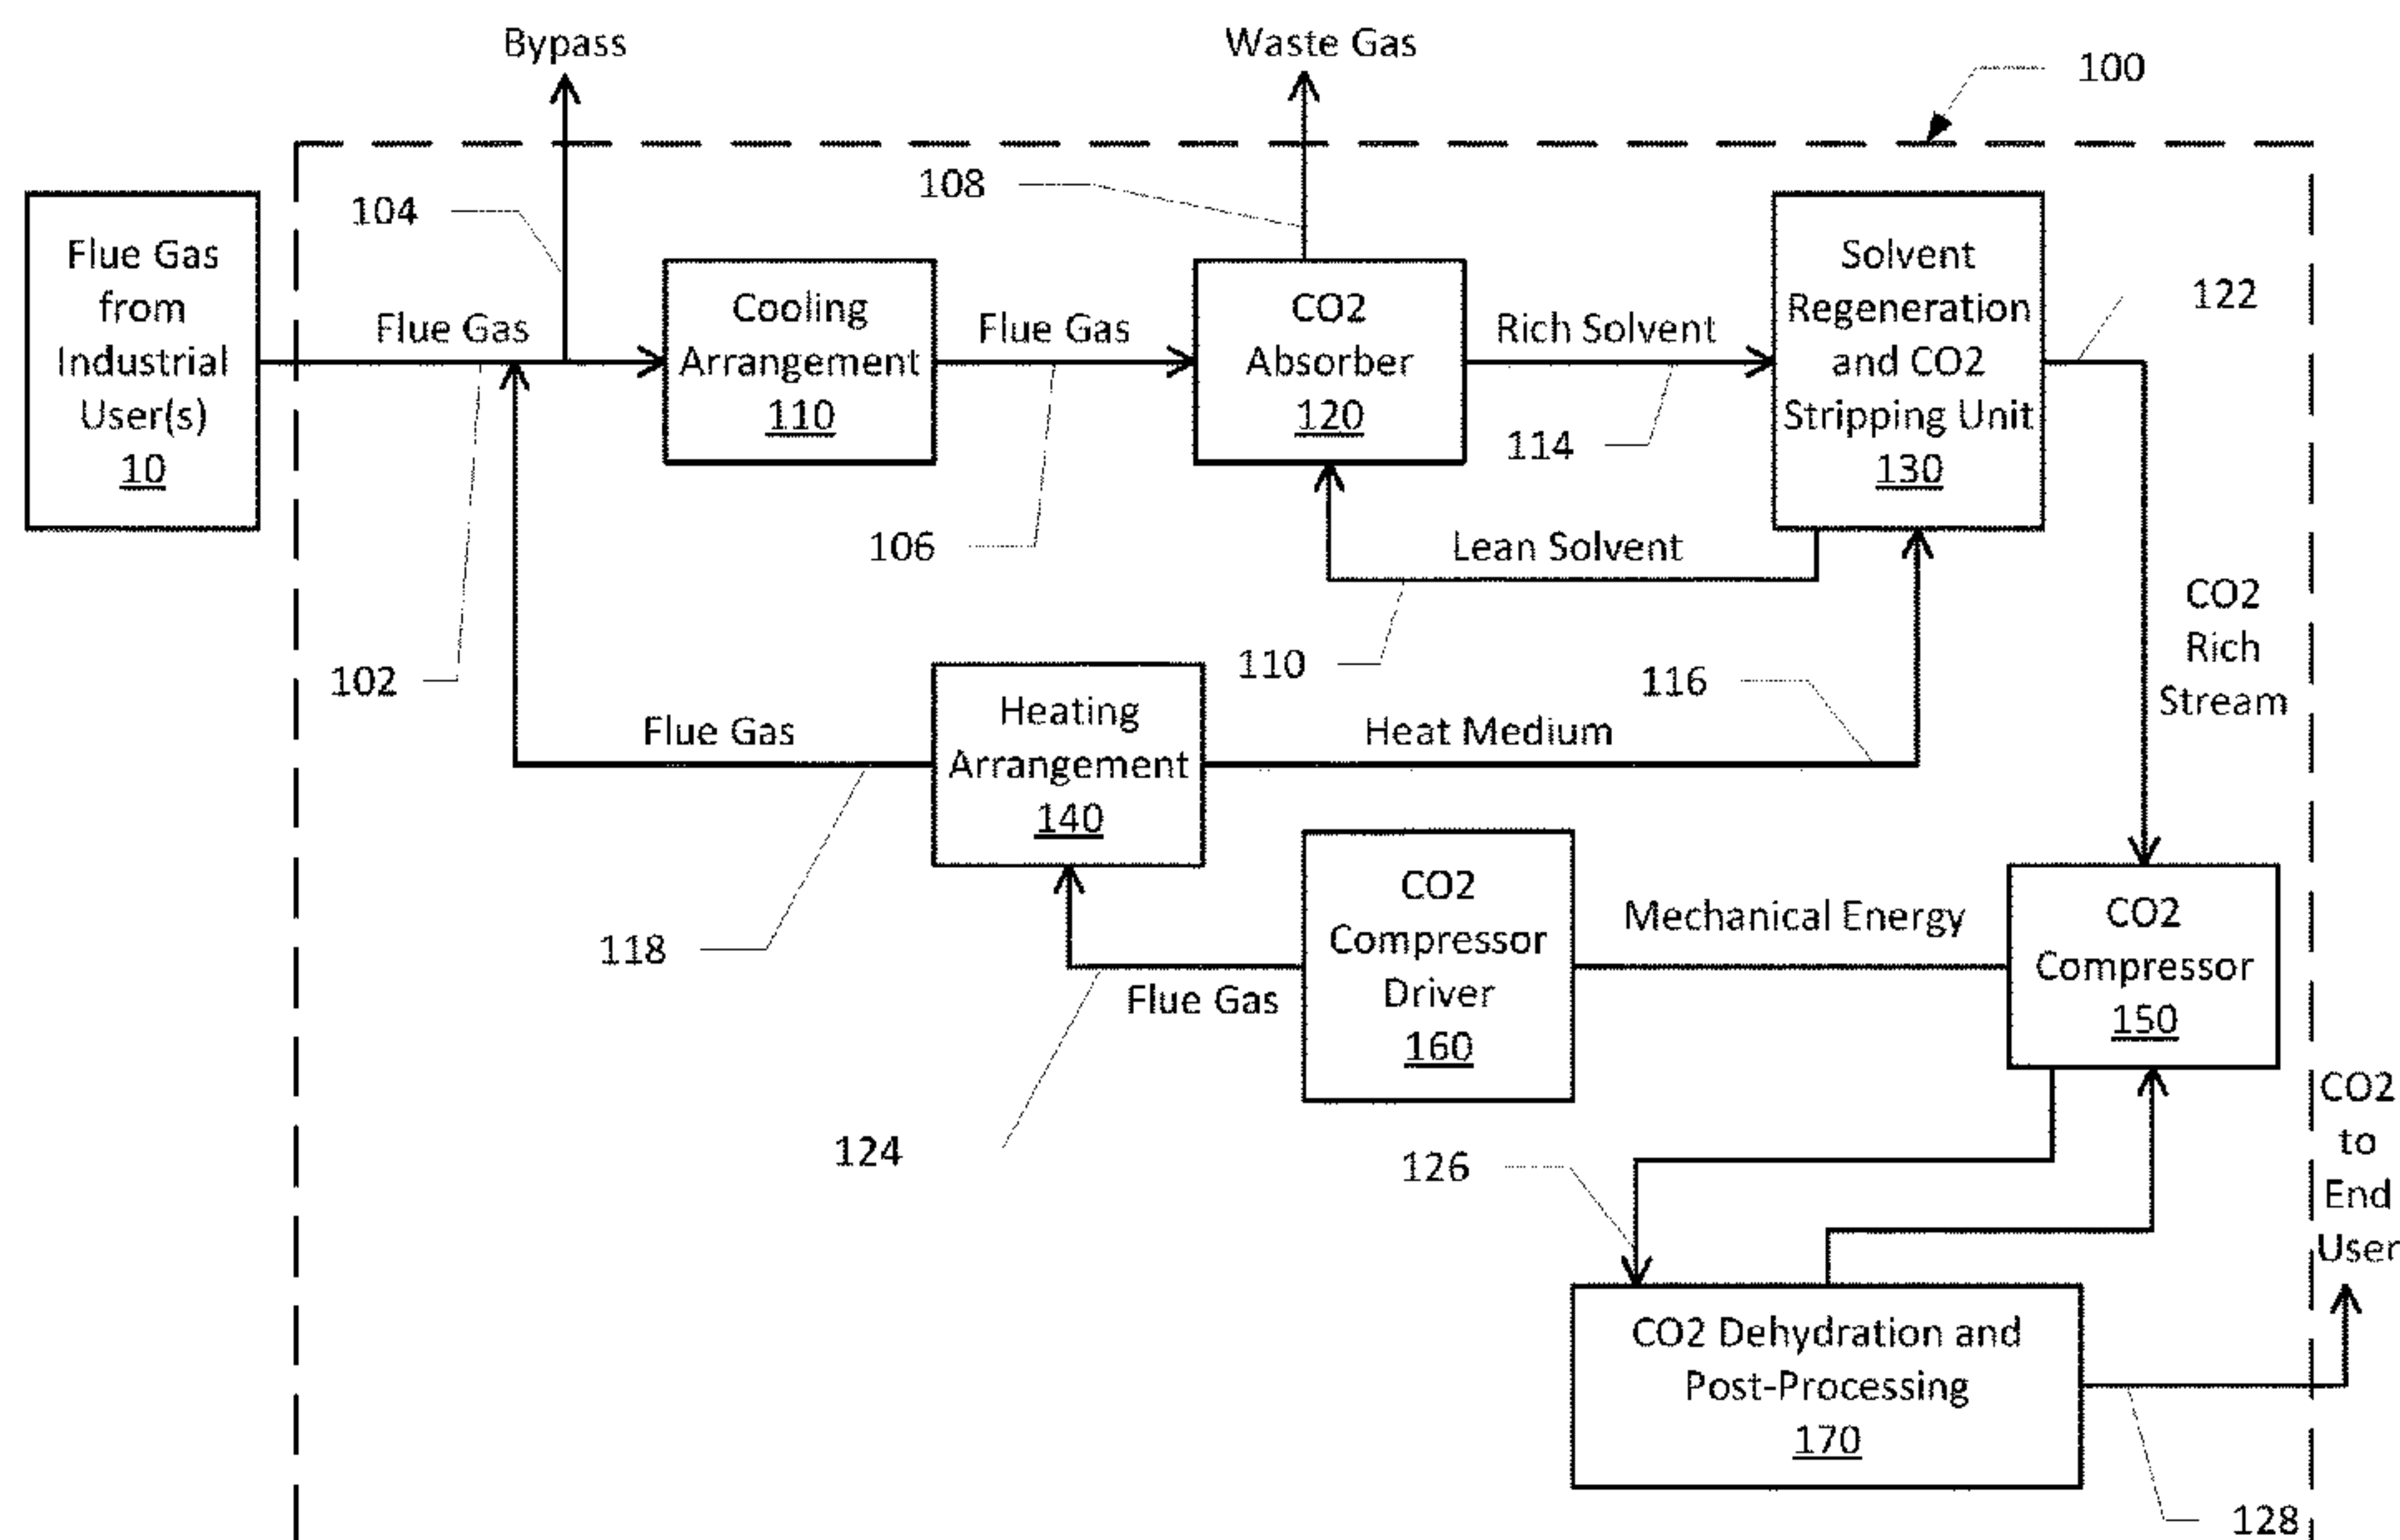 Bypass
Waste Gas
100
104
108
Flue Gas
from
Industrial
User(s)
10
Flue Gas
Cooling
Arrangement
110
Flue Gas
CO2
Absorber
120
Rich Solvent
Solvent
Regeneration
and CO2
Stripping Unit
130
122
114
106
Lean Solvent
110
102
116
CO2
Rich
Stream
Flue Gas
Heating
Arrangement
140
Heat Medium
118
CO2
Compressor
Driver
160
Mechanical Energy
CO2
Compressor
150
Flue Gas
124
126
CO2
to
End
User
CO2 Dehydration and
Post-Processing
170
128